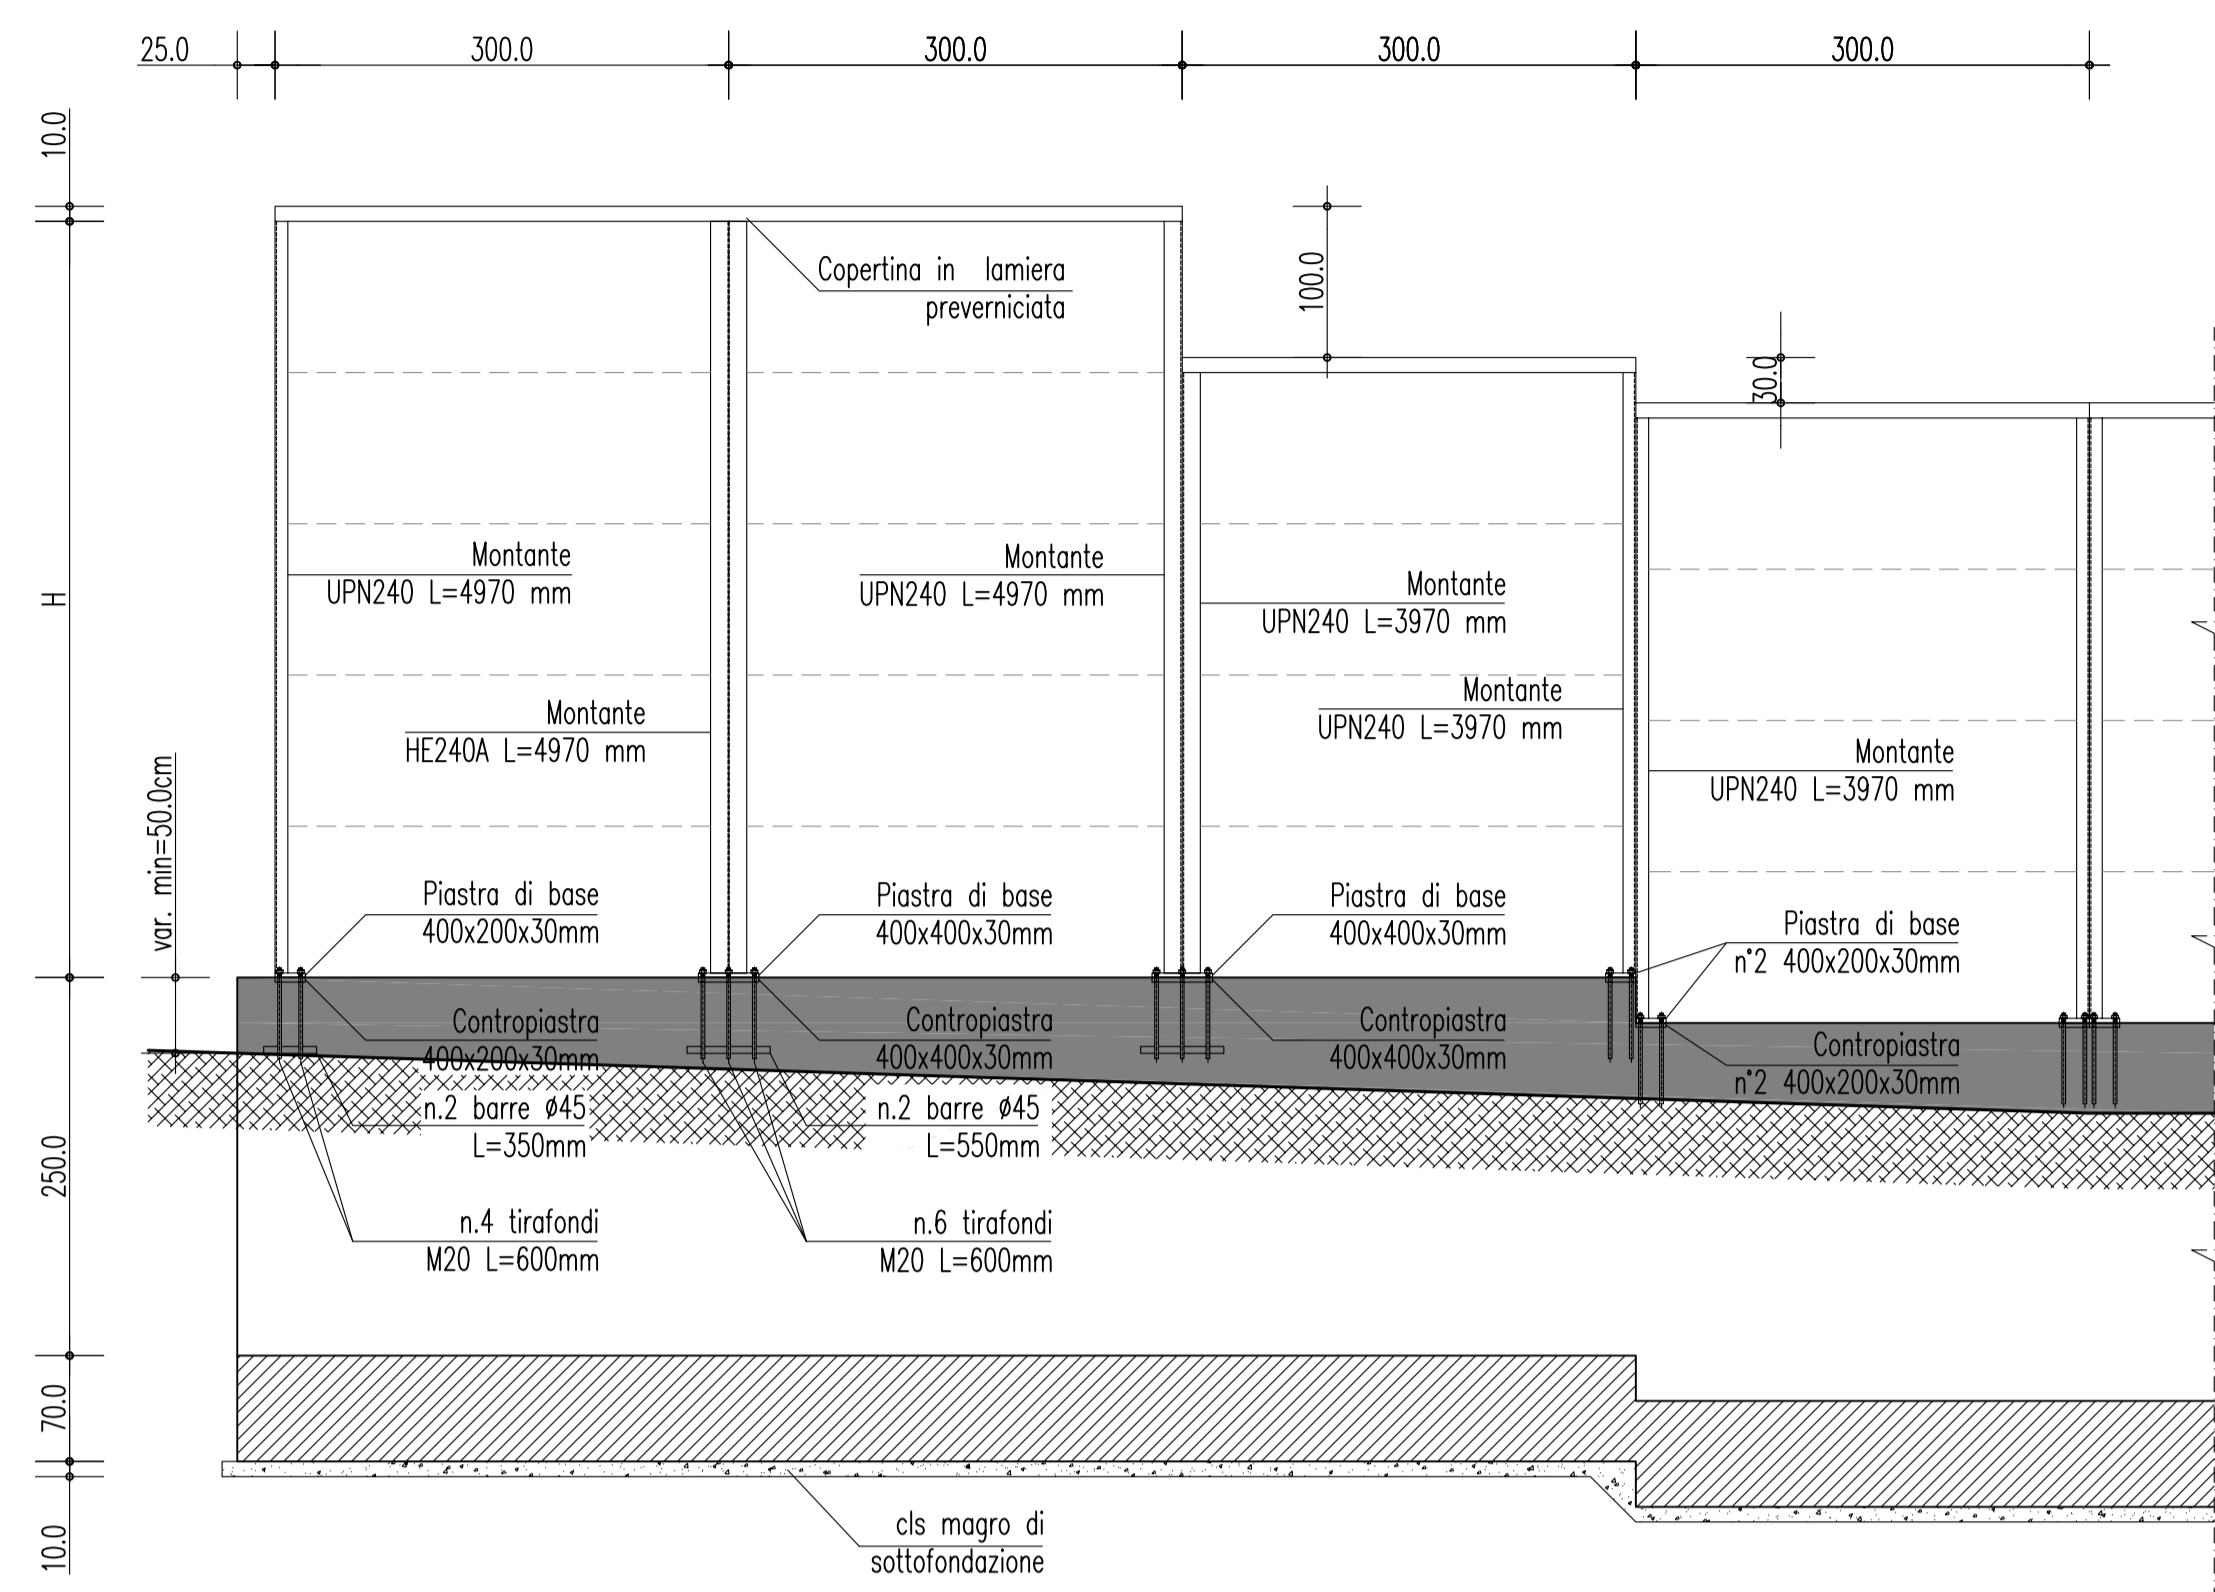 25.0
300.0
300.0
300.0
300.0
10.0
100.0
30.0
Copertina in lamiera
preverniciata
H
Montante
UPN240 L=4970 mm
Montante
UPN240 L=4970 mm
Montante
UPN240 L=3970 mm
Montante
HE240A L=4970 mm
Montante
UPN240 L=3970 mm
Montante
UPN240 L=3970 mm
var. min=50.0cm
Piastra di base
400x200x30mm
Piastra di base
400x400x30mm
Piastra di base
400x400x30mm
Piastra di base
n°2 400x200x30mm
Contropiastra
400x200x30mm
Contropiastra
400x400x30mm
Contropiastra
400x400x30mm
Contropiastra
n°2 400x200x30mm
n.2 barre Ø45
L=350mm
n.2 barre Ø45
L=550mm
250.0
n.4 tirafondi
M20 L=600mm
n.6 tirafondi
M20 L=600mm
70.0
10.0
cls magro di
sottofondazione